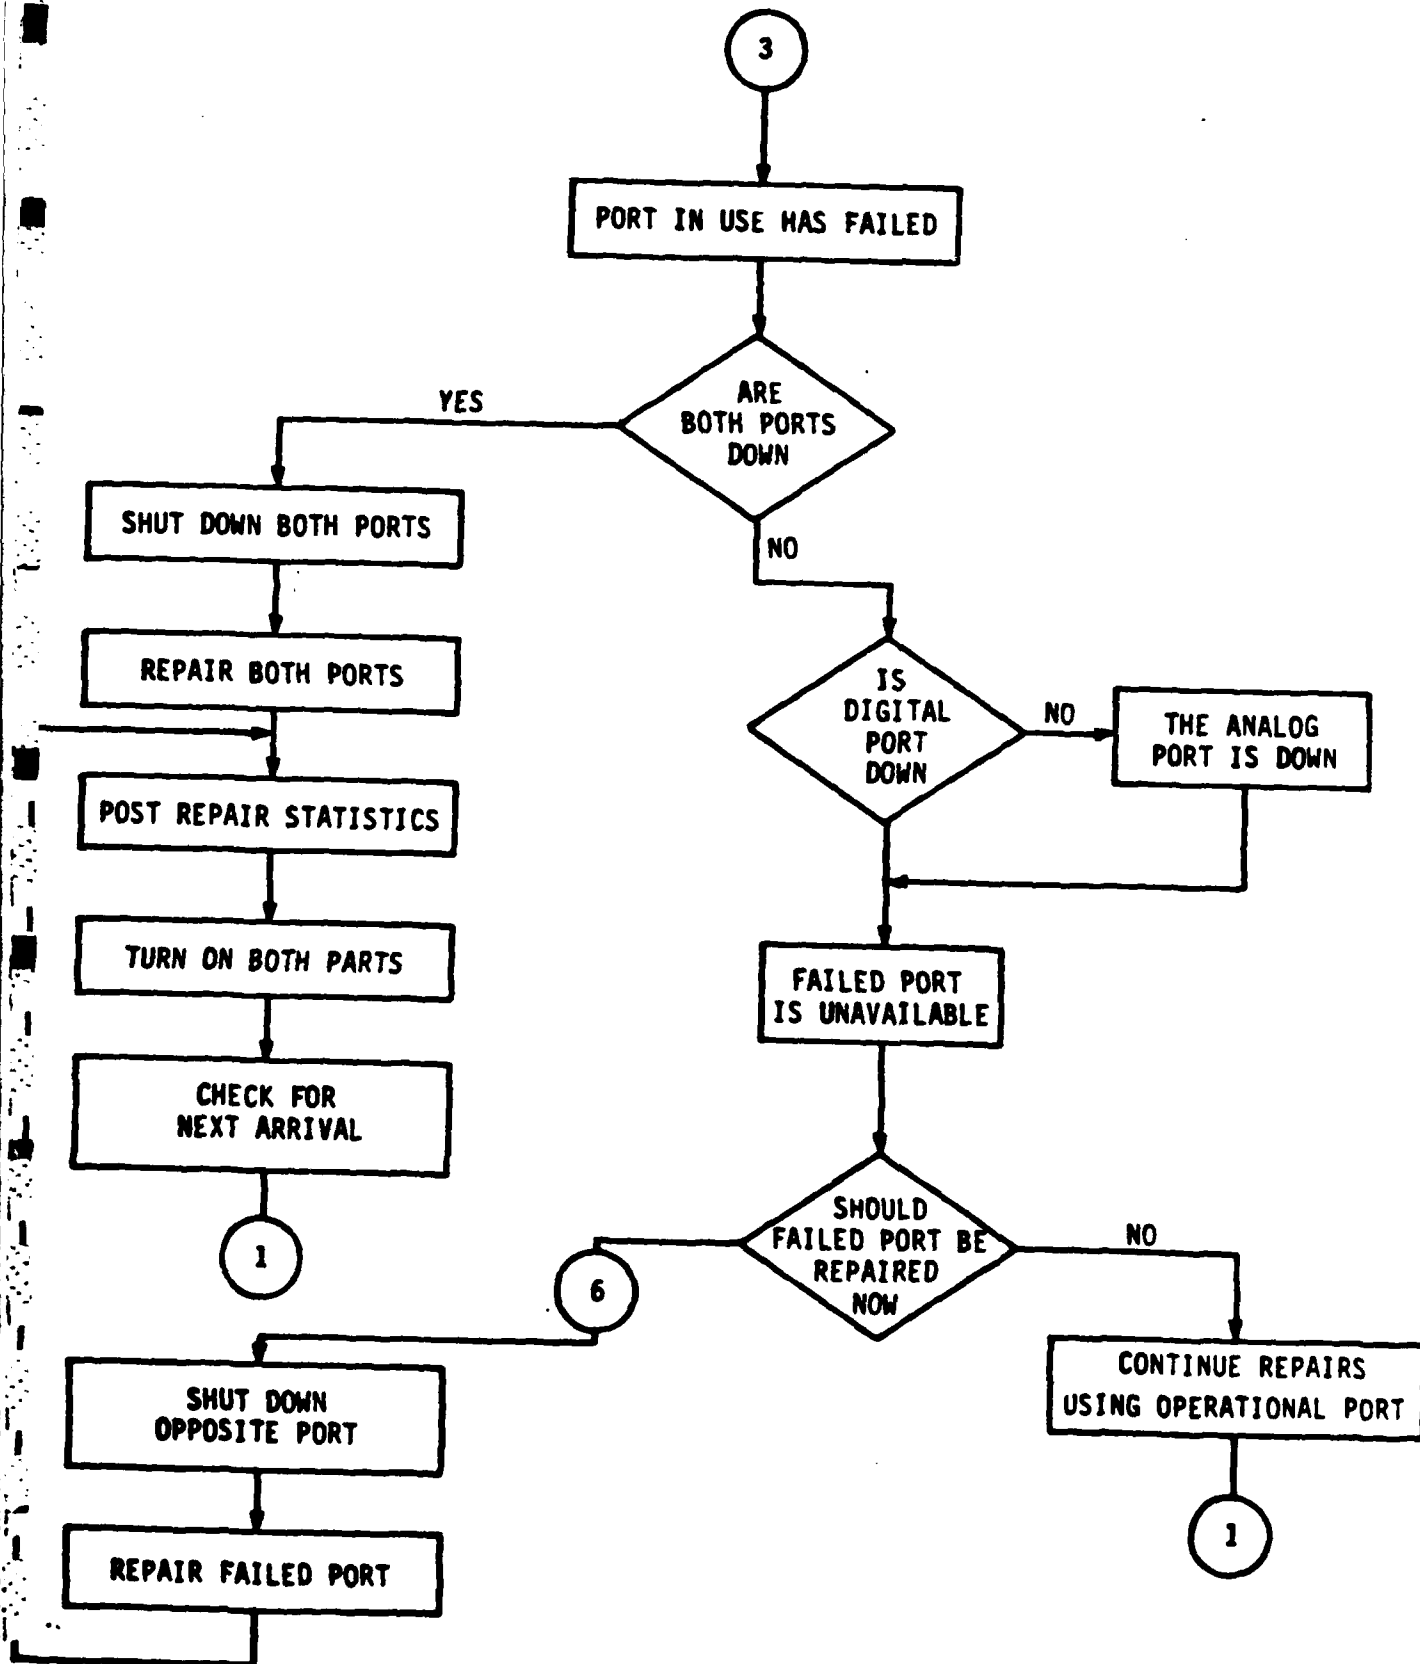 3
PORT IN USE HAS FAILED
ARE
BOTH PORTS
DOWN
YES
NO
SHUT DOWN BOTH PORTS
REPAIR BOTH PORTS
POST REPAIR STATISTICS
TURN ON BOTH PARTS
CHECK FOR
NEXT ARRIVAL
1
IS
DIGITAL
PORT
DOWN
NO
THE ANALOG
PORT IS DOWN
FAILED PORT
IS UNAVAILABLE
SHOULD
FAILED PORT BE
REPAIRED
NOW
NO
6
SHUT DOWN
OPPOSITE PORT
REPAIR FAILED PORT
CONTINUE REPAIRS
USING OPERATIONAL PORT
1